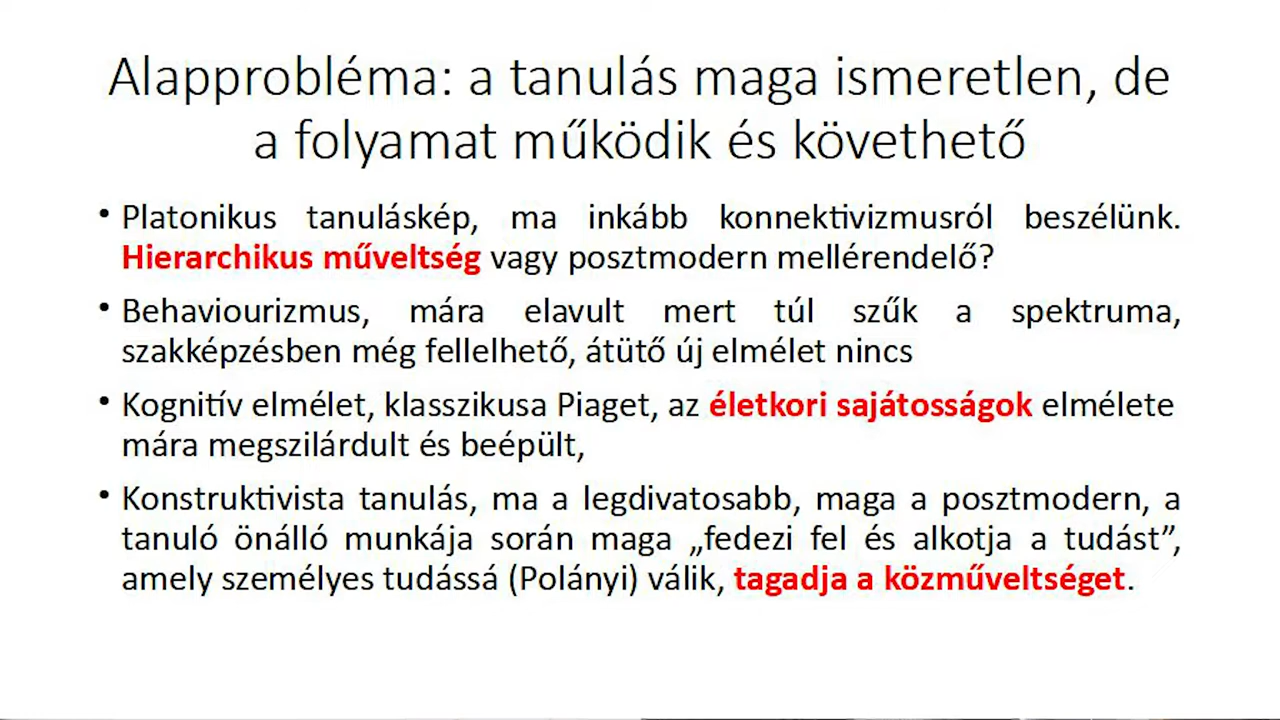 Alapprobléma: a tanulás maga ismeretlen, de
a folyamat működik és követhető
• Platonikus tanuláskép, ma inkább konnektivizmusról beszélünk.
Hierarchikus műveltség vagy posztmodern mellérendelő?
• Behaviourizmus, mára elavult mert túl szűk a spektruma,
szakképzésben még fellelhető, átütő új elmélet nincs
• Kognitív elmélet, klasszikusa Piaget, az életkori sajátosságok elmélete
mára megszilárdult és beépült,
• Konstruktivista tanulás, ma a legdivatosabb, maga a posztmodern, a
tanuló önálló munkája során maga „fedezi fel és alkotja a tudást”,
amely személyes tudássá (Polányi) válik, tagadja a közműveltséget.